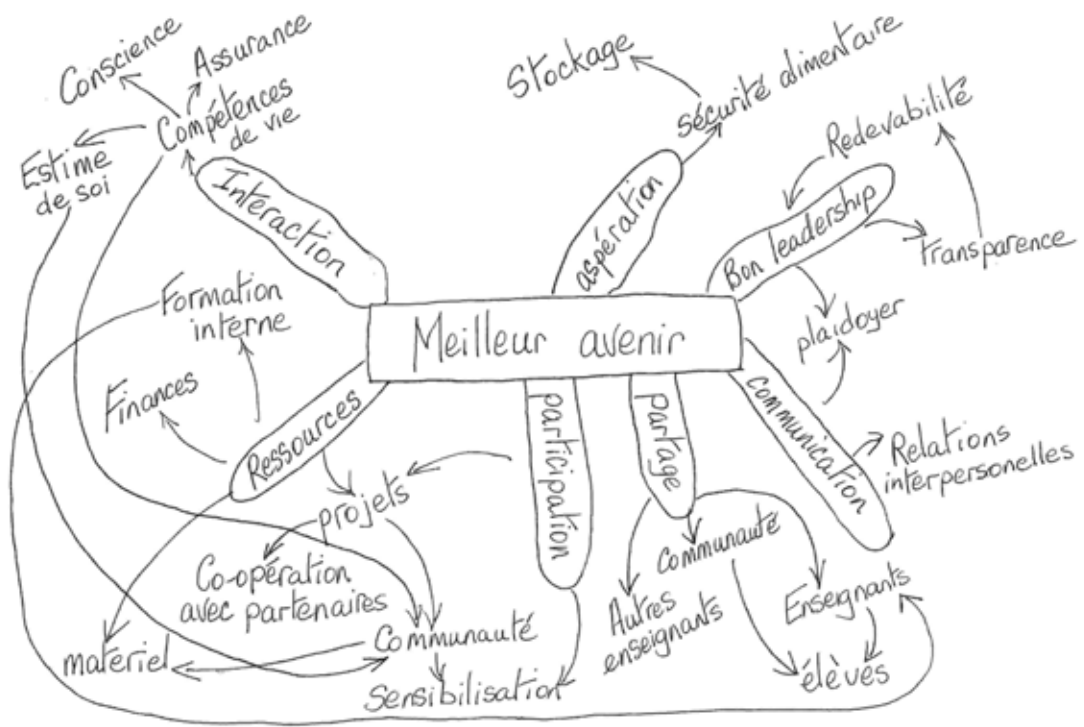 Conscience
Assurance
Compétences
de vie
Estime
de soi
Interaction
Stockage
sécurité alimentaire
aspération
Redevabilité
Bon leadership
transparence
plaidoyer
Meilleur avenir
Formation
interne
Finances
Ressources
projets
Co-opération
avec partenaires
matériel
Communauté
Sensibilisation
participation
partage
communication
Relations
interpersonelles
Communauté
Autres
enseignants
Enseignants
élèves